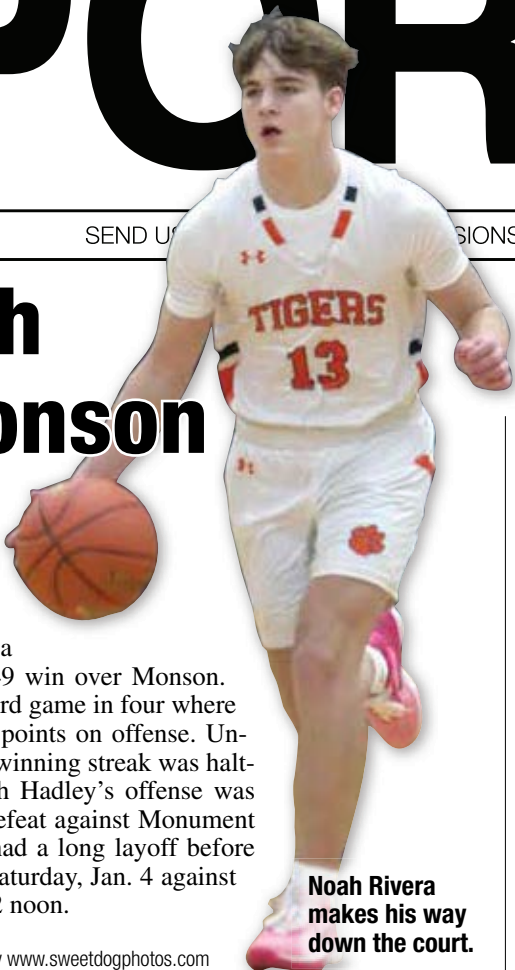 POR
SEND US SIONS
h
onson
TIGERS
13
a
9 win over Monson.
rd game in four where
points on offense. Un-
winning streak was halt-
h Hadley's offense was
efeat against Monument
had a long layoff before
aturday, Jan. 4 against
2 noon.
Noah Rivera
makes his way
down the court.
www.sweetdogphotos.com